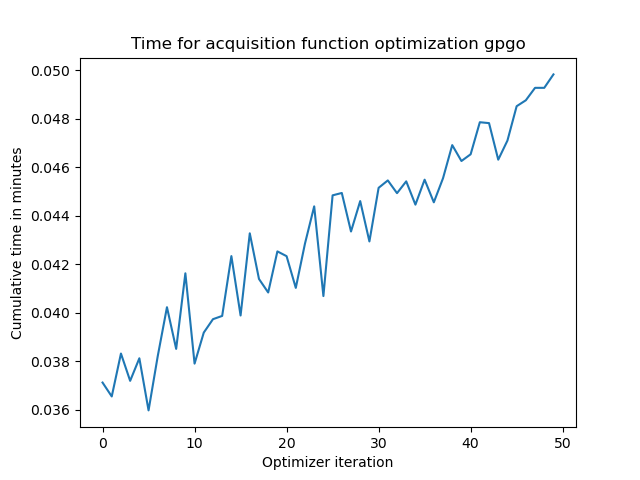 Time for acquisition function optimization gpgo
0.050
0.048
0.046
0.044
0.042
0.040
0.038
0.036
Cumulative time in minutes
0 10 20 30 40 50
Optimizer iteration